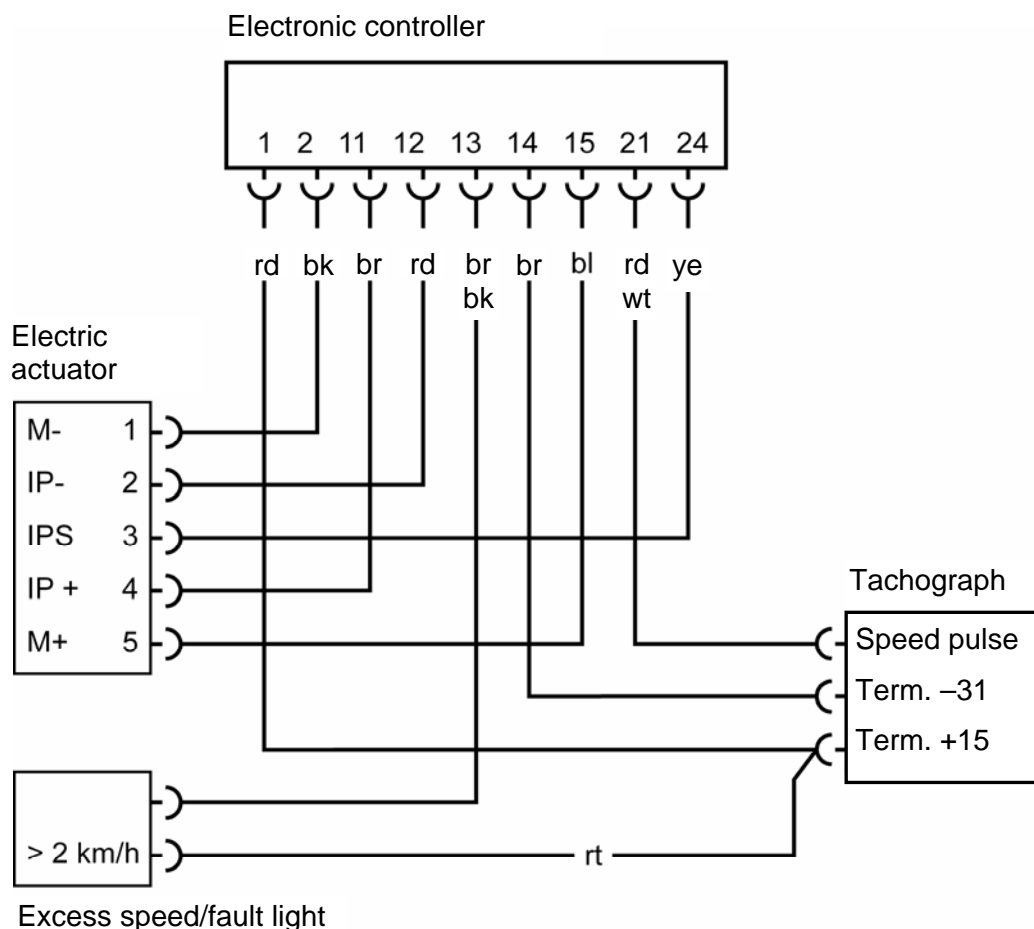 Electronic controller
1 2 11 12 13 14 15 21 24
rd bk br rd br br bl rd ye
bk wt
Electric
actuator
M- 1
IP- 2
IPS 3
IP + 4
M+ 5
Tachograph
Speed pulse
Term. –31
Term. +15
> 2 km/h
rt
Excess speed/fault light